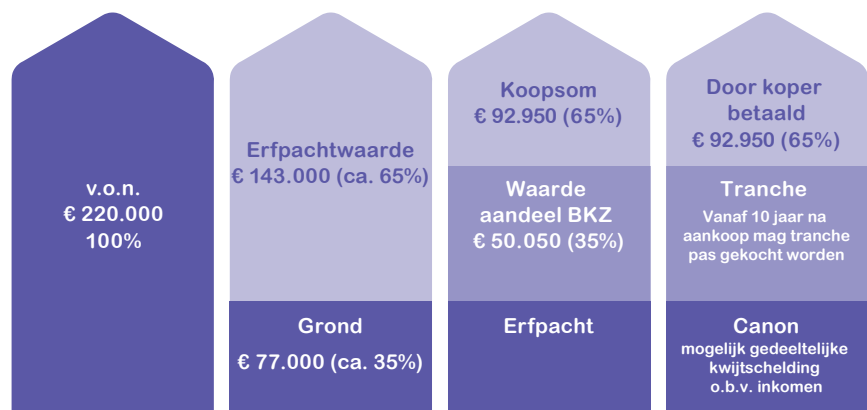 v.o.n.
€ 220.000
100%
Erfpachtwaarde
€ 143.000 (ca. 65%)
Grond
€ 77.000 (ca. 35%)
Koopsom
€ 92.950 (65%)
Waarde
aandeel BKZ
€ 50.050 (35%)
Erfpacht
Door koper
betaald
€ 92.950 (65%)
Tranche
Vanaf 10 jaar na
aankoop mag tranche
pas gekocht worden
Canon
mogelijk gedeeltelijke
kwijtschelding
o.b.v. inkomen